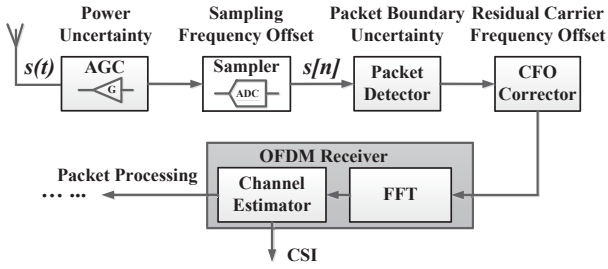 Power Uncertainty
Sampling Frequency Offset
Packet Boundary Uncertainty
Residual Carrier Frequency Offset
s(t)
AGC
G
Sampler
ADC
s[n]
Packet Detector
CFO Corrector
OFDM Receiver
Packet Processing
... ...
Channel Estimator
FFT
CSI